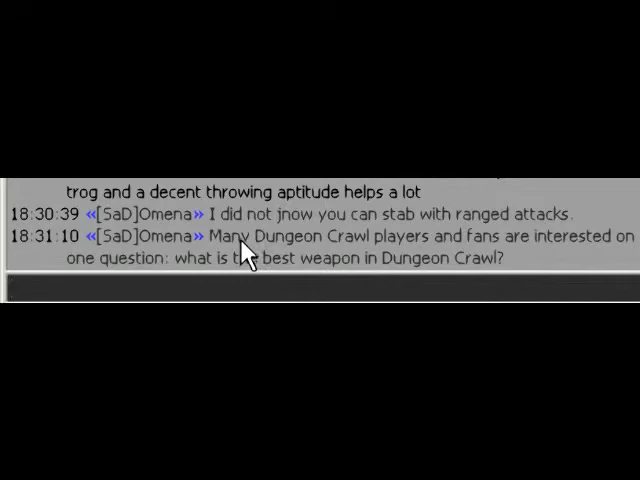 trog and a decent throwing aptitude helps a lot
18:30:39 «[SaD]Omena» I did not jnow you can stab with ranged attacks.
18:31:10 «[SaD]Omena» Many Dungeon Crawl players and fans are interested on
one question: what is the best weapon in Dungeon Crawl?